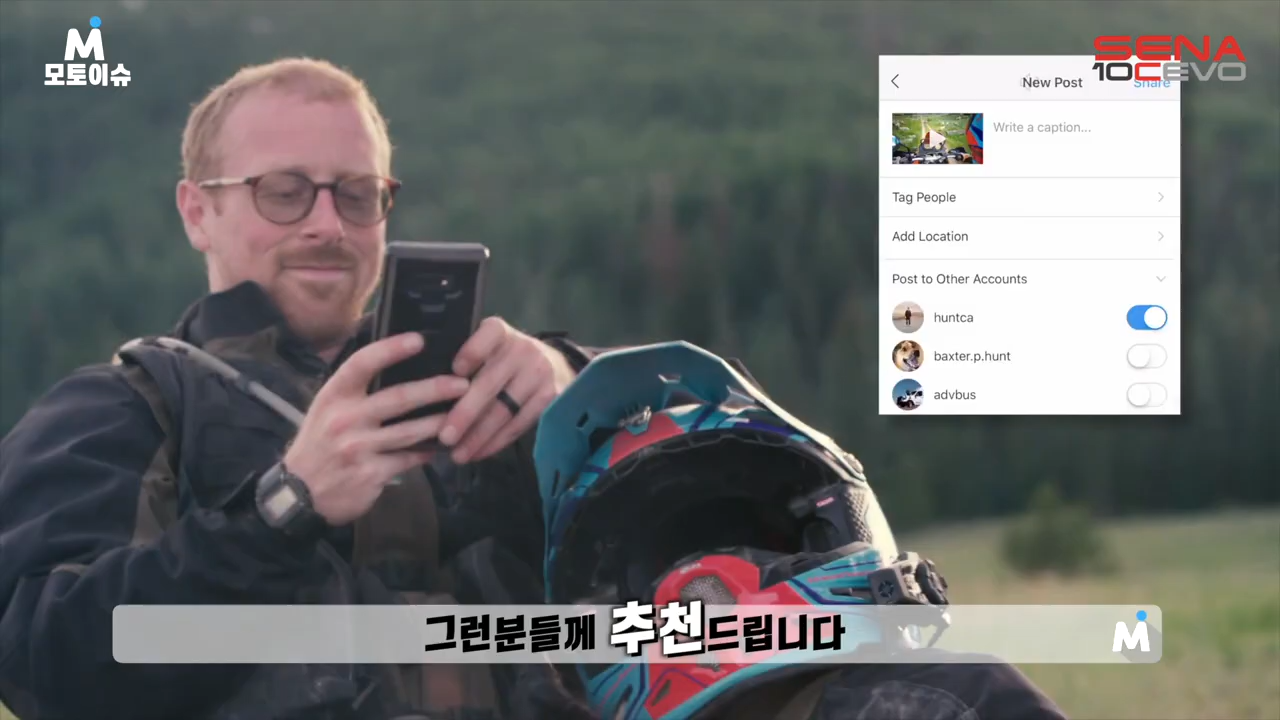 M
모토이슈
SENA
10C EVO
New Post
Share
Write a caption...
Tag People
Add Location
Post to Other Accounts
huntca
baxter.p.hunt
advbus
그런분들께 추천드립니다
M